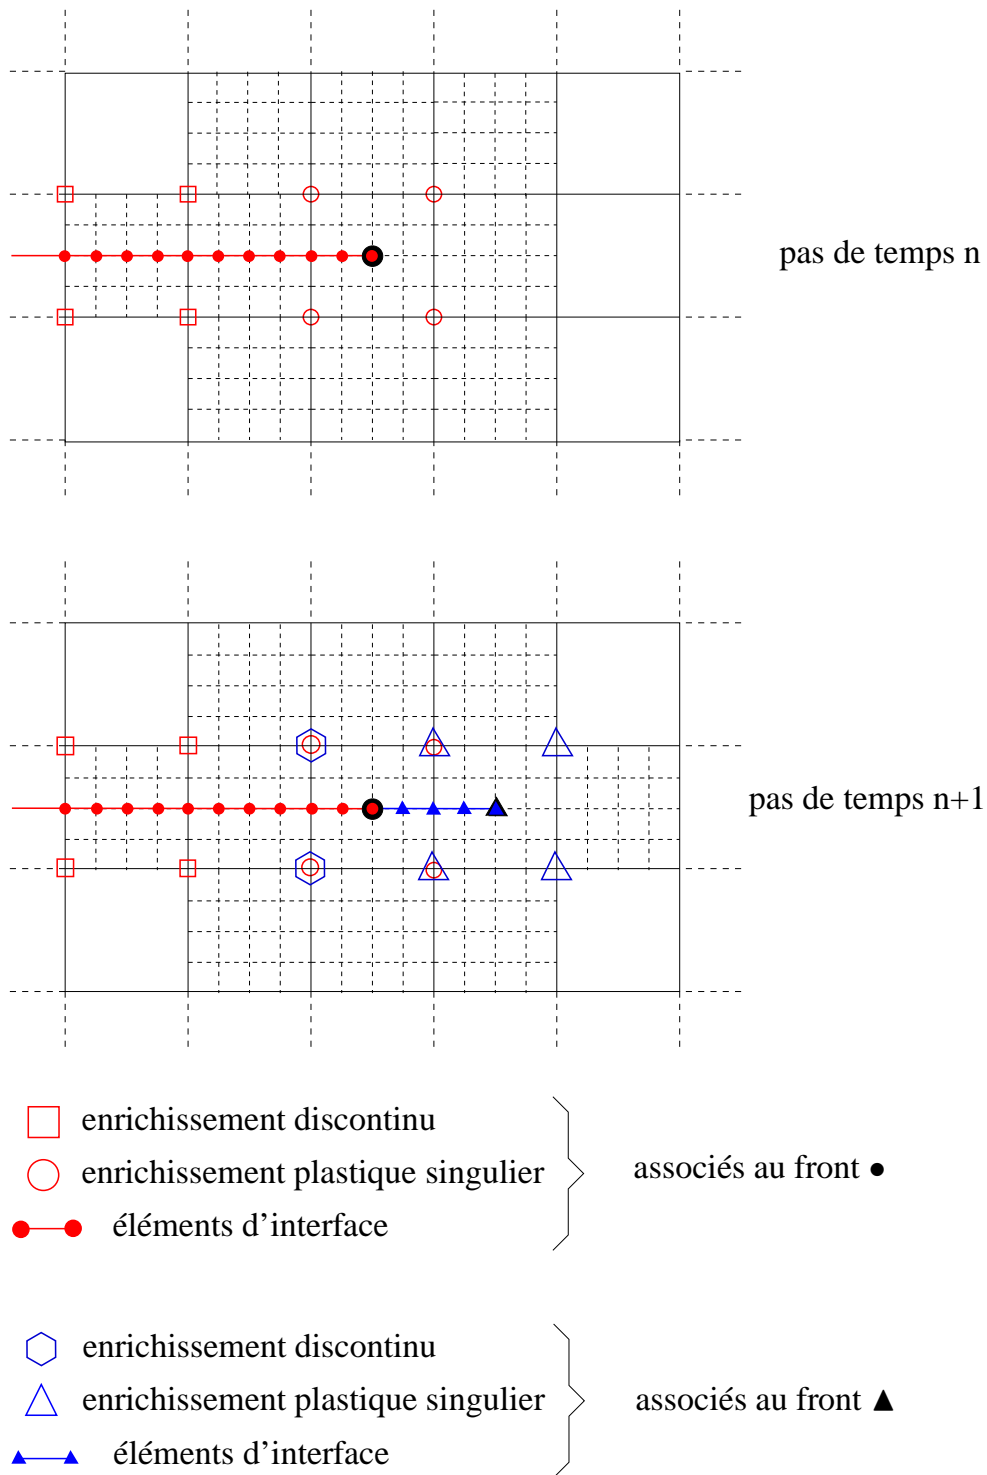 pas de temps n
pas de temps n+1
enrichissement discontinu
enrichissement plastique singulier
éléments d'interface
associés au front
enrichissement discontinu
enrichissement plastique singulier
éléments d'interface
associés au front